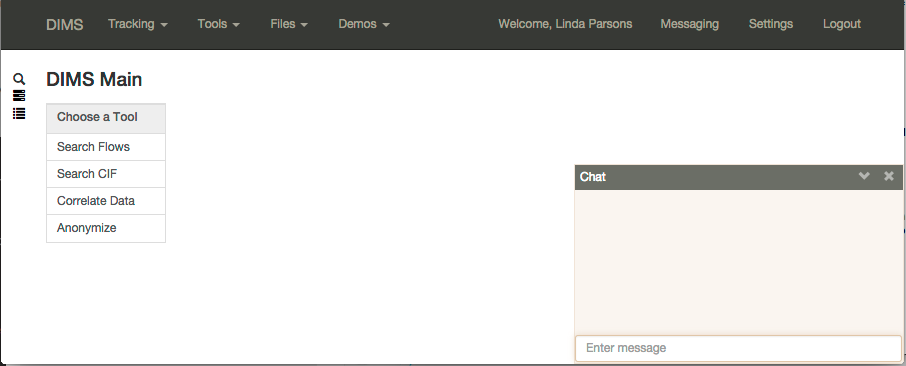 DIMS Tracking Tools Files Demos Welcome, Linda Parsons Messaging Settings Logout
DIMS Main
Choose a Tool
Search Flows
Search CIF
Correlate Data
Anonymize
Chat
Enter message